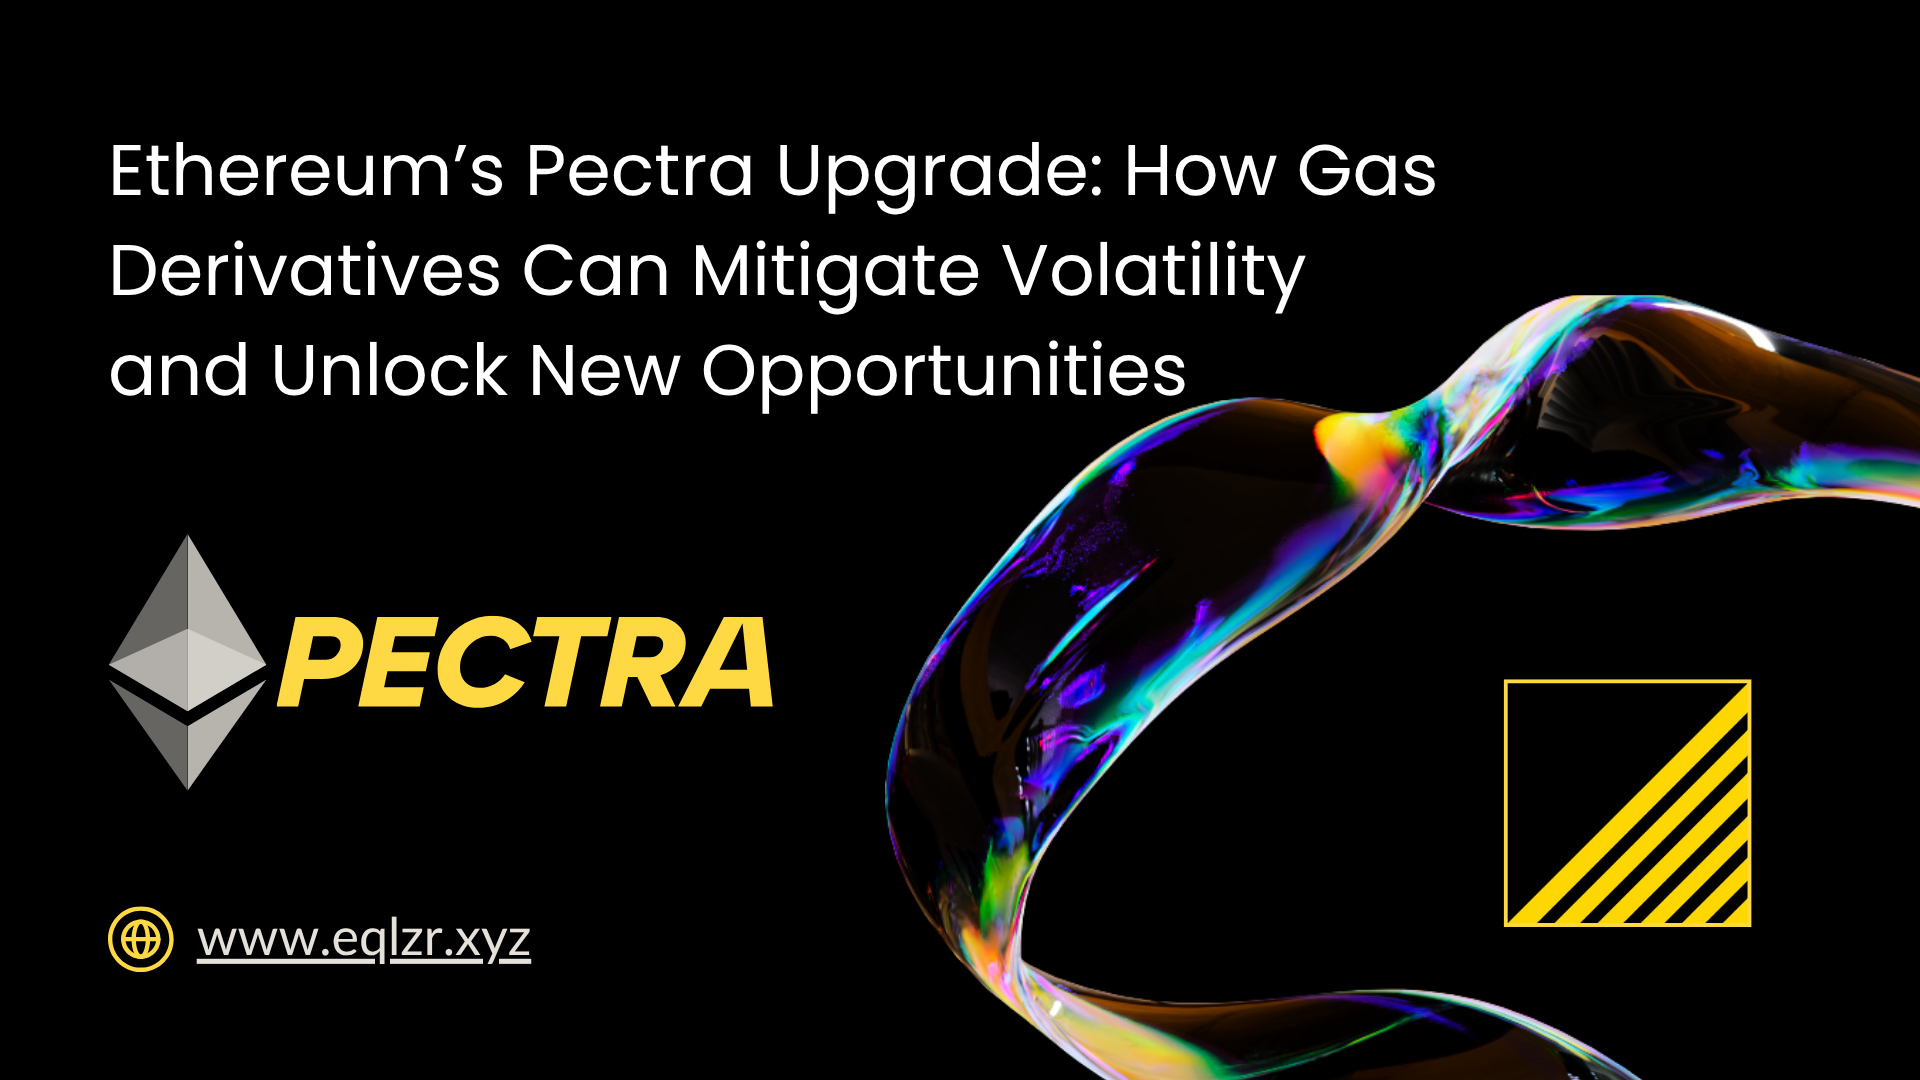 Ethereum’s Pectra Upgrade: How Gas
Derivatives Can Mitigate Volatility
and Unlock New Opportunities
PECTRA
www.eqlzr.xyz